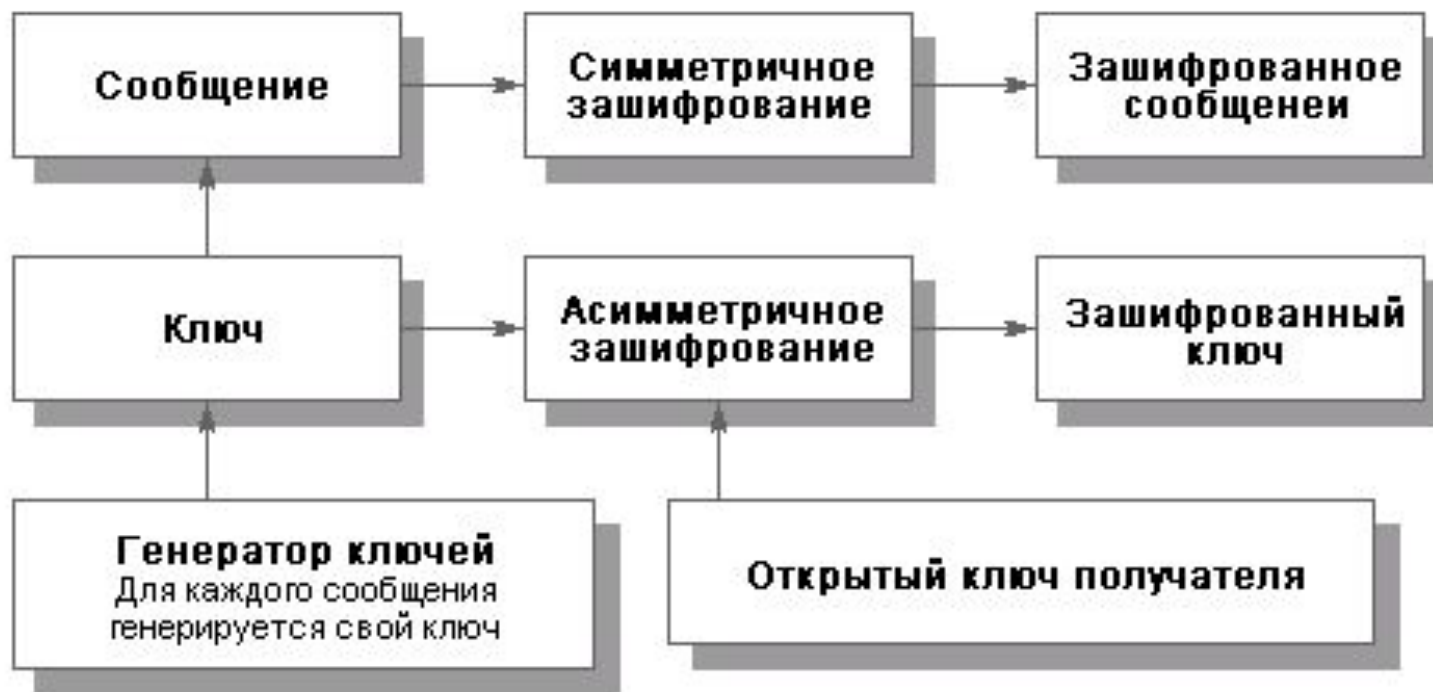 Сообщение
Симметричное
зашифрование
Зашифрованное
сообщенеи
Ключ
Асимметричное
зашифрование
Зашифрованный
ключ
Генератор ключей
Для каждого сообщения
генерируется свой ключ
Открытый ключ получателя